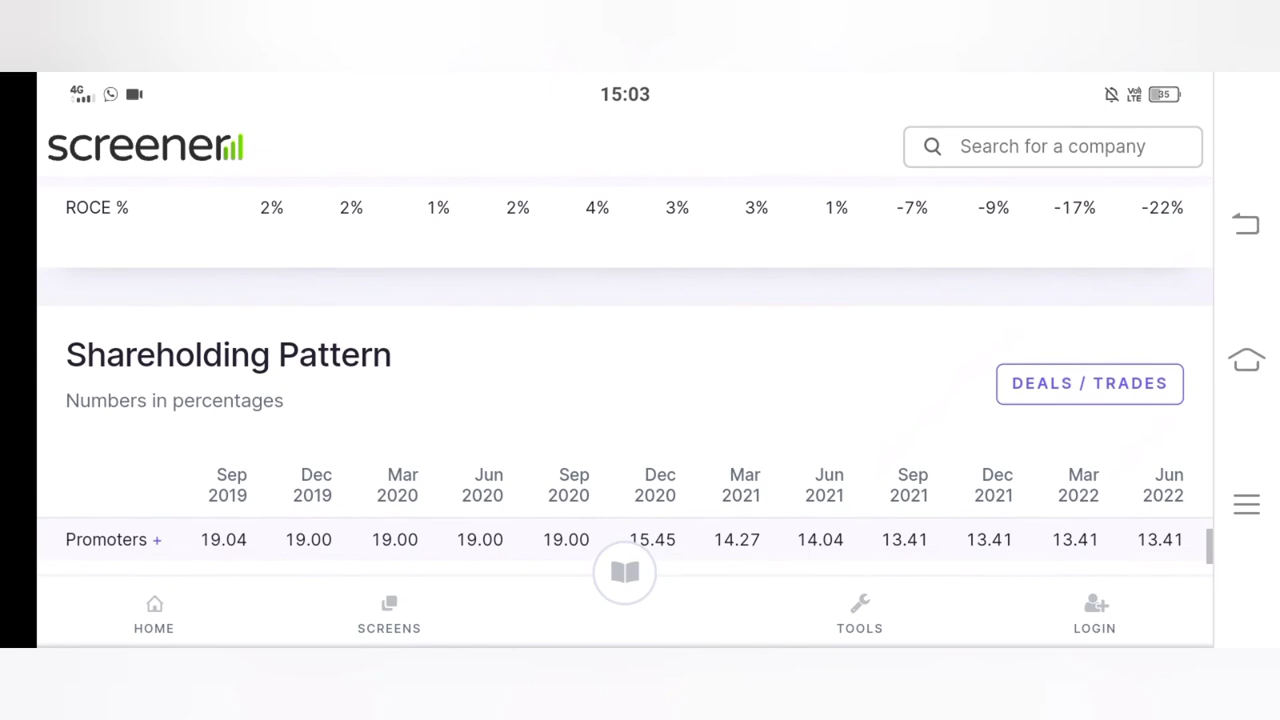 4G 15:03 Vo) LTE 35
screener Search for a company
ROCE % 2% 2% 1% 2% 4% 3% 3% 1% -7% -9% -17% -22%
Shareholding Pattern
DEALS / TRADES
Numbers in percentages
Sep Dec Mar Jun Sep Dec Mar Jun Sep Dec Mar Jun
2019 2019 2020 2020 2020 2020 2021 2021 2021 2021 2022 2022
Promoters + 19.04 19.00 19.00 19.00 19.00 15.45 14.27 14.04 13.41 13.41 13.41 13.41
HOME SCREENS TOOLS LOGIN